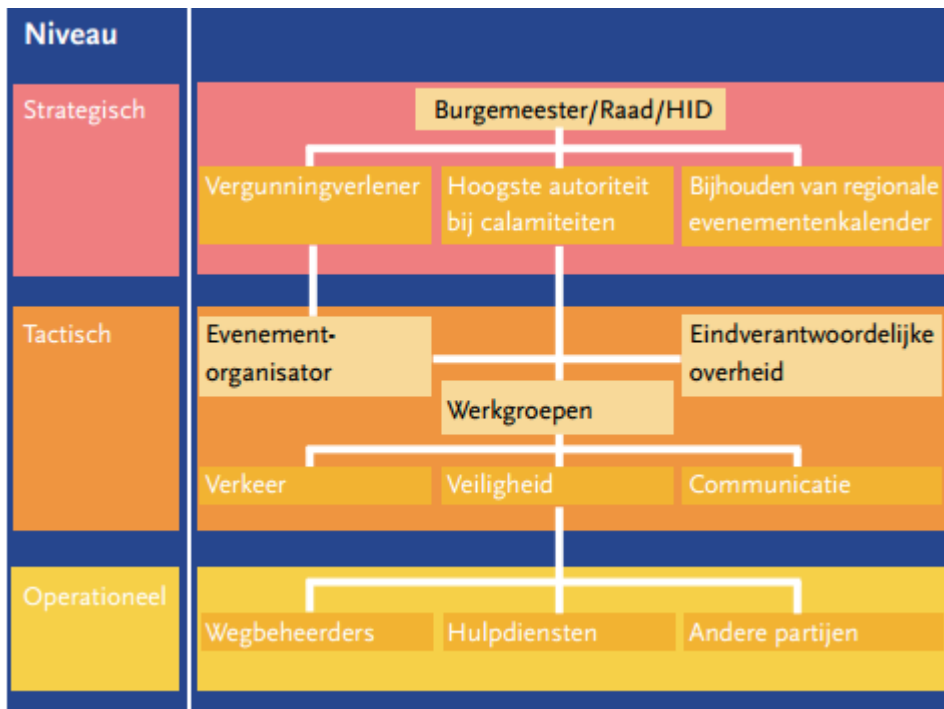 Niveau
Strategisch
Burgemeester/Raad/HID
Vergunningverlener
Hoogste autoriteit
bij calamiteiten
Bijhouden van regionale
evenementenkalender
Tactisch
Evenement-
organisator
Eindverantwoordelijke
overheid
Werkgroepen
Verkeer
Veiligheid
Communicatie
Operationeel
Wegbeheerders
Hulpdiensten
Andere partijen